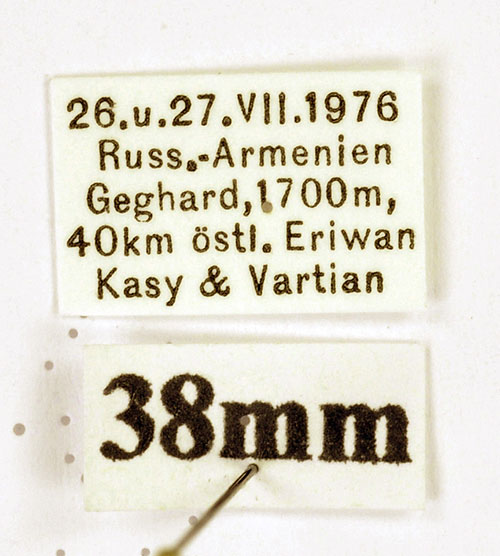 26.u.27.VII.1976
Russ.-Armenien
Geghard, 1700m,
40km östl. Eriwan
Kasy & Vartian
38mm